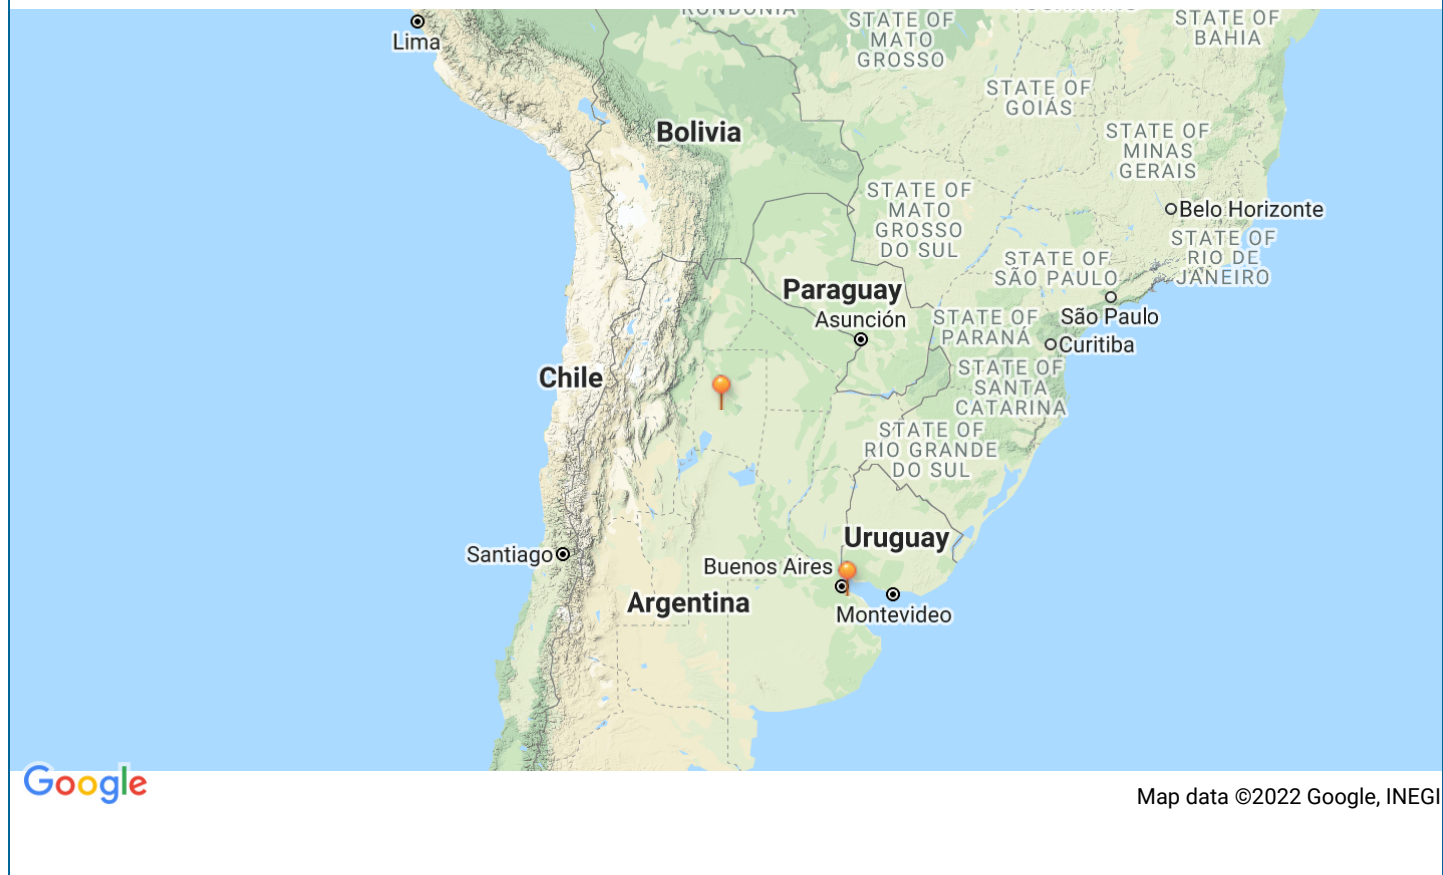 RONDÔNIA
STATE OF
MATO
GROSSO
STATE OF
BAHIA
Lima
STATE OF
GOIÁS
Bolivia
STATE OF
MINAS
GERAIS
STATE OF
MATO
GROSSO
DO SUL
Belo Horizonte
STATE OF
RIO DE
JANEIRO
STATE OF
SÃO PAULO
Paraguay
Asunción
STATE OF
PARANÁ
São Paulo
Curitiba
Chile
STATE OF
SANTA
CATARINA
STATE OF
RIO GRANDE
DO SUL
Uruguay
Santiago
Buenos Aires
Argentina
Montevideo
Google
Map data ©2022 Google, INEGI